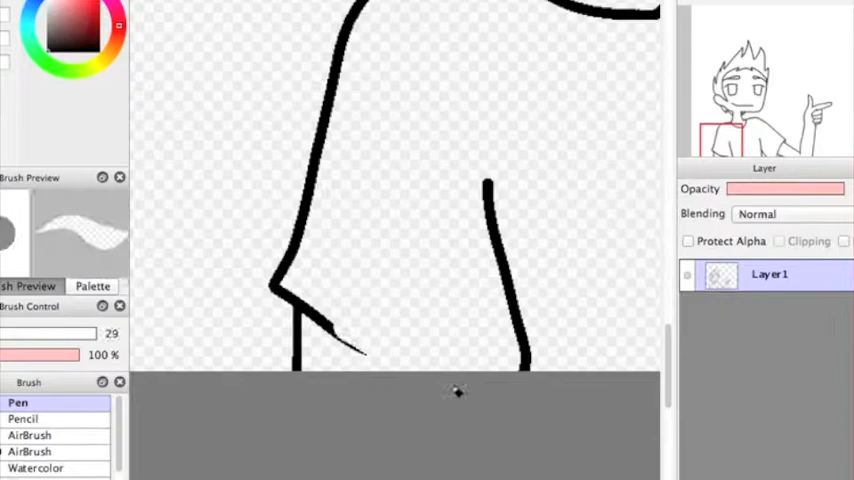 Brush Preview
sh Preview
Palette
Brush Control
29
100 %
Brush
Pen
Pencil
AirBrush
AirBrush
Watercolor
Layer
Opacity
Blending Normal
Protect Alpha Clipping
Layer1